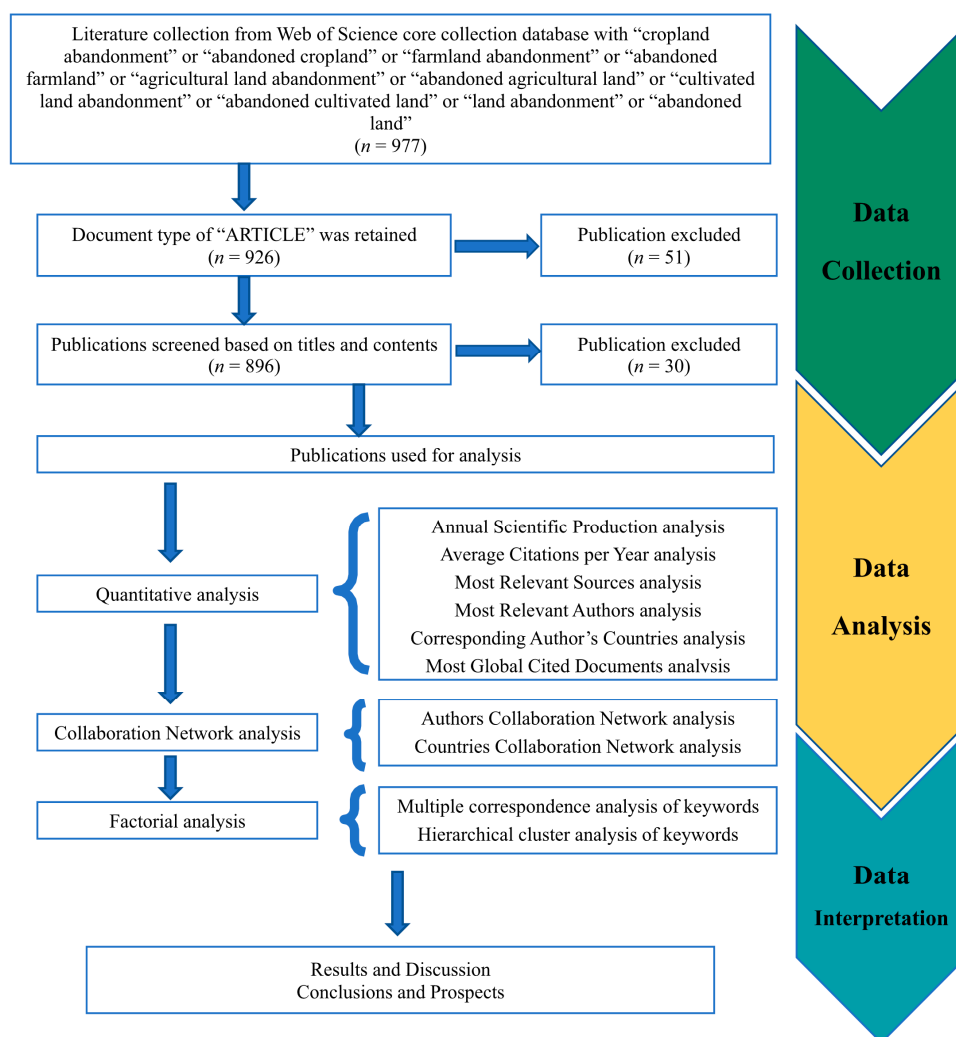 Literature collection from Web of Science core collection database with “cropland
abandonment” or “abandoned cropland” or “farmland abandonment” or “abandoned
farmland” or “agricultural land abandonment” or “abandoned agricultural land” or “cultivated
land abandonment” or “abandoned cultivated land” or “land abandonment” or “abandoned
land”
(n = 977)
Document type of “ARTICLE” was retained
(n = 926)
Publication excluded
(n = 51)
Publications screened based on titles and contents
(n = 896)
Publication excluded
(n = 30)
Publications used for analysis
Quantitative analysis
Annual Scientific Production analysis
Average Citations per Year analysis
Most Relevant Sources analysis
Most Relevant Authors analysis
Corresponding Author’s Countries analysis
Most Global Cited Documents analysis
Collaboration Network analysis
Authors Collaboration Network analysis
Countries Collaboration Network analysis
Factorial analysis
Multiple correspondence analysis of keywords
Hierarchical cluster analysis of keywords
Results and Discussion
Conclusions and Prospects
Data
Collection
Data
Analysis
Data
Interpretation